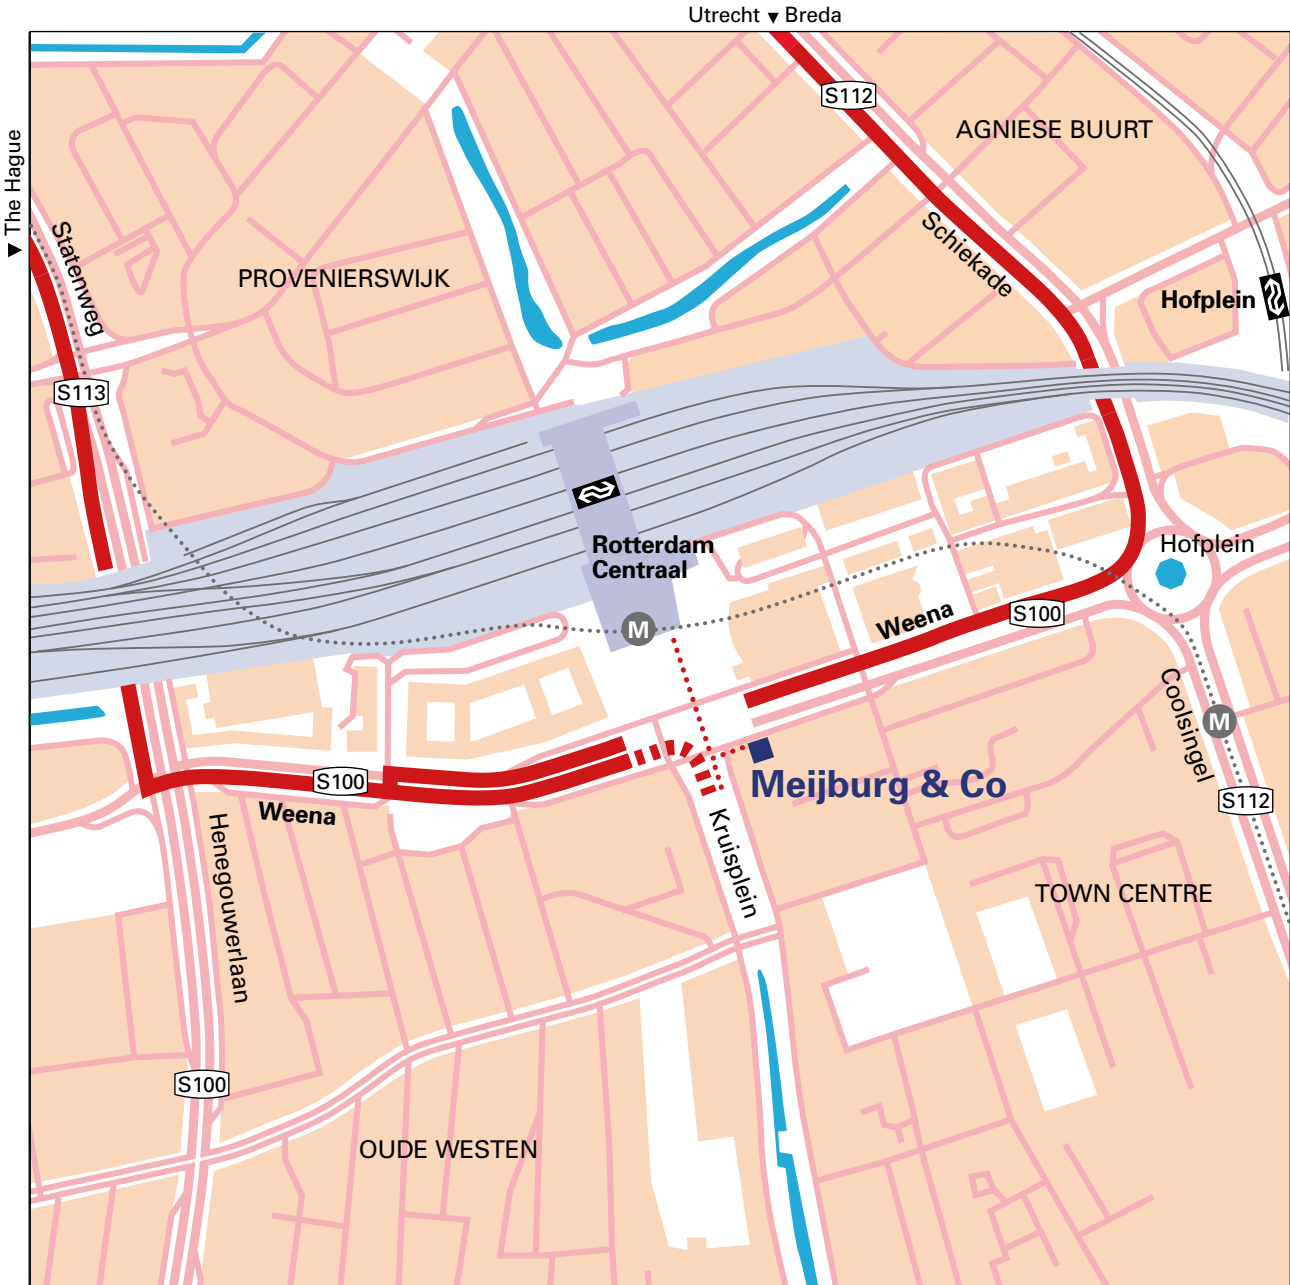 Utrecht ▼ Breda
▼ The Hague
S112
AGNIESE BUURT
Statenweg
Schiekade
PROVENIERSWIJK
Hofplein
S113
Rotterdam
Centraal
Hofplein
M
Weena
S100
Coolsingel
M
S100
Meijburg & Co
S112
Weena
Henegouwerlaan
Kruisplein
TOWN CENTRE
S100
OUDE WESTEN